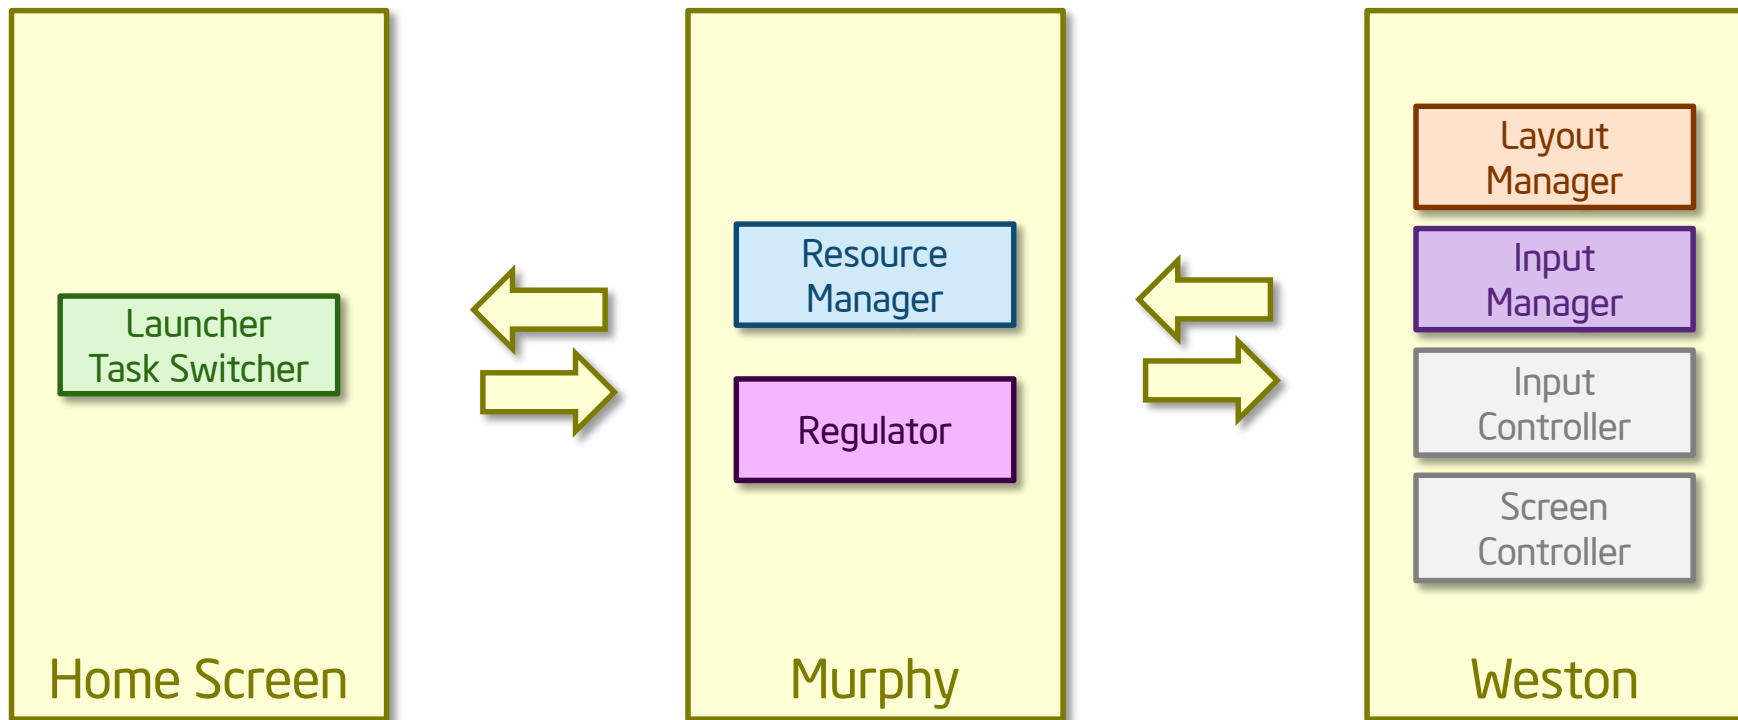 Launcher
Task Switcher
Home Screen
Resource
Manager
Regulator
Murphy
Layout
Manager
Input
Manager
Input
Controller
Screen
Controller
Weston